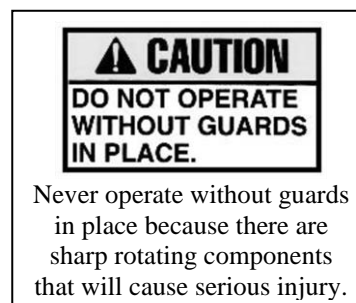 CAUTION
DO NOT OPERATE
WITHOUT GUARDS
IN PLACE.
Never operate without guards
in place because there are
sharp rotating components
that will cause serious injury.